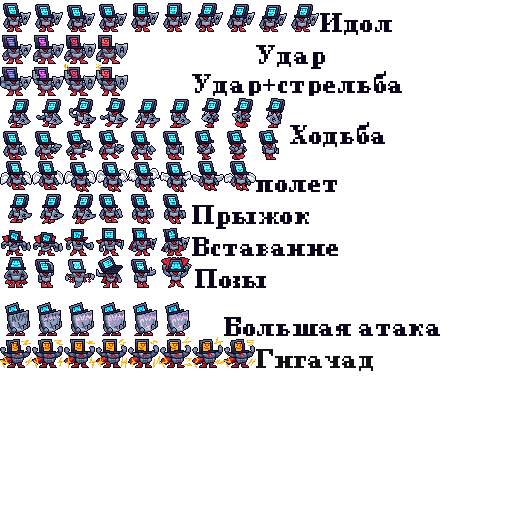 Идол
Удар
Удар+стрельба
Ходьба
полет
Прыжок
Вставание
Позы
Большая атака
Гигачад